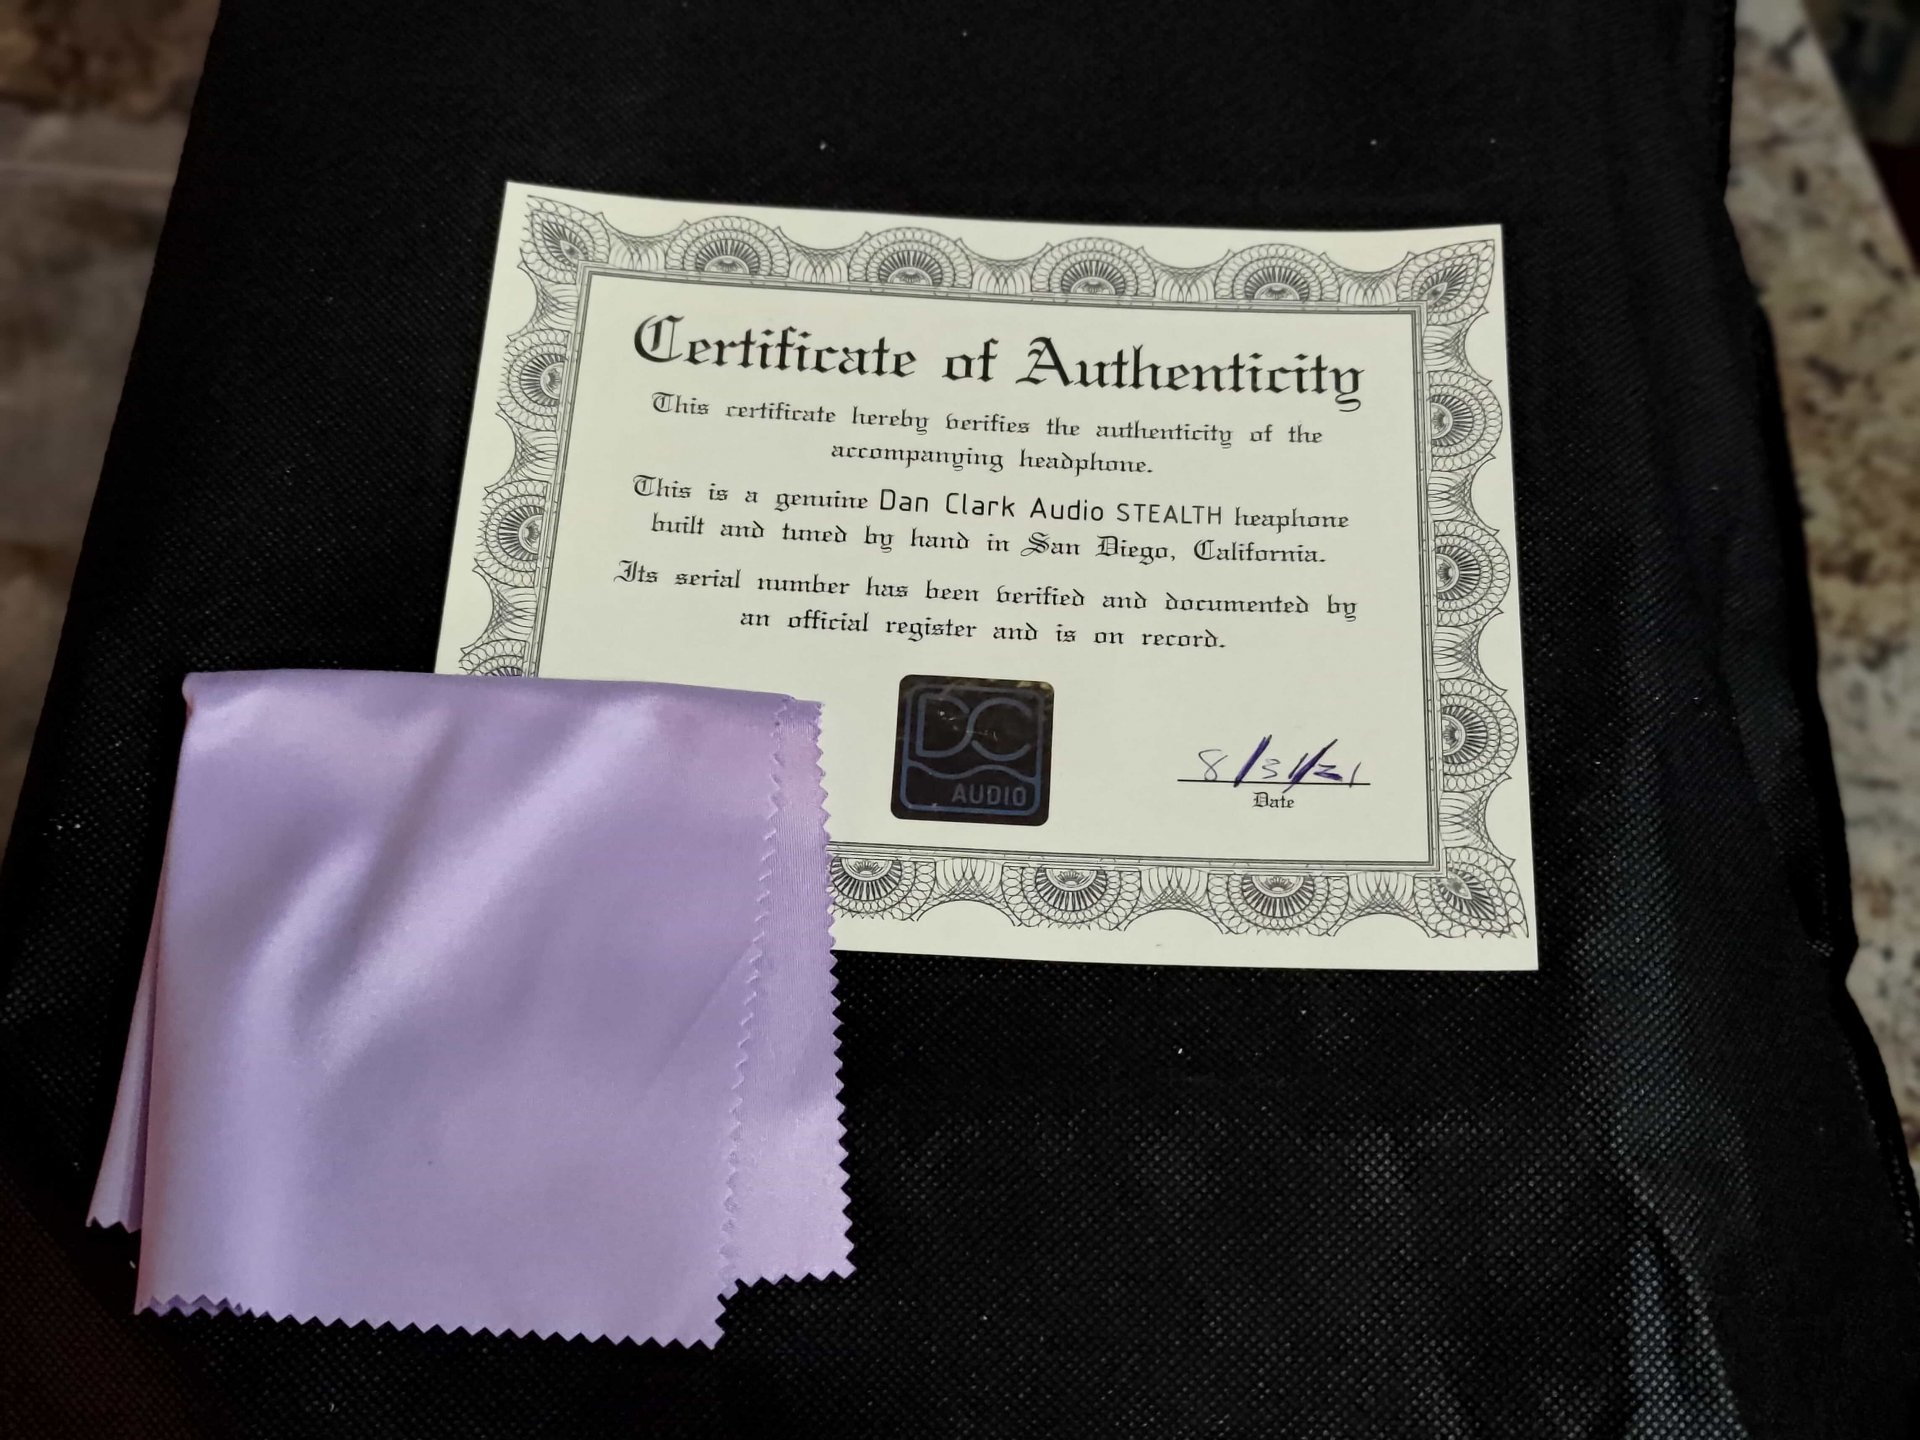 Certificate of Authenticity
This certificate hereby verifies the authenticity of the
accompanying headphone.
This is a genuine Dan Clark Audio STEALTH heaphone
built and tuned by hand in San Diego, California.
Its serial number has been verified and documented by
an official register and is on record.
DC
AUDIO
8/31/21
Date